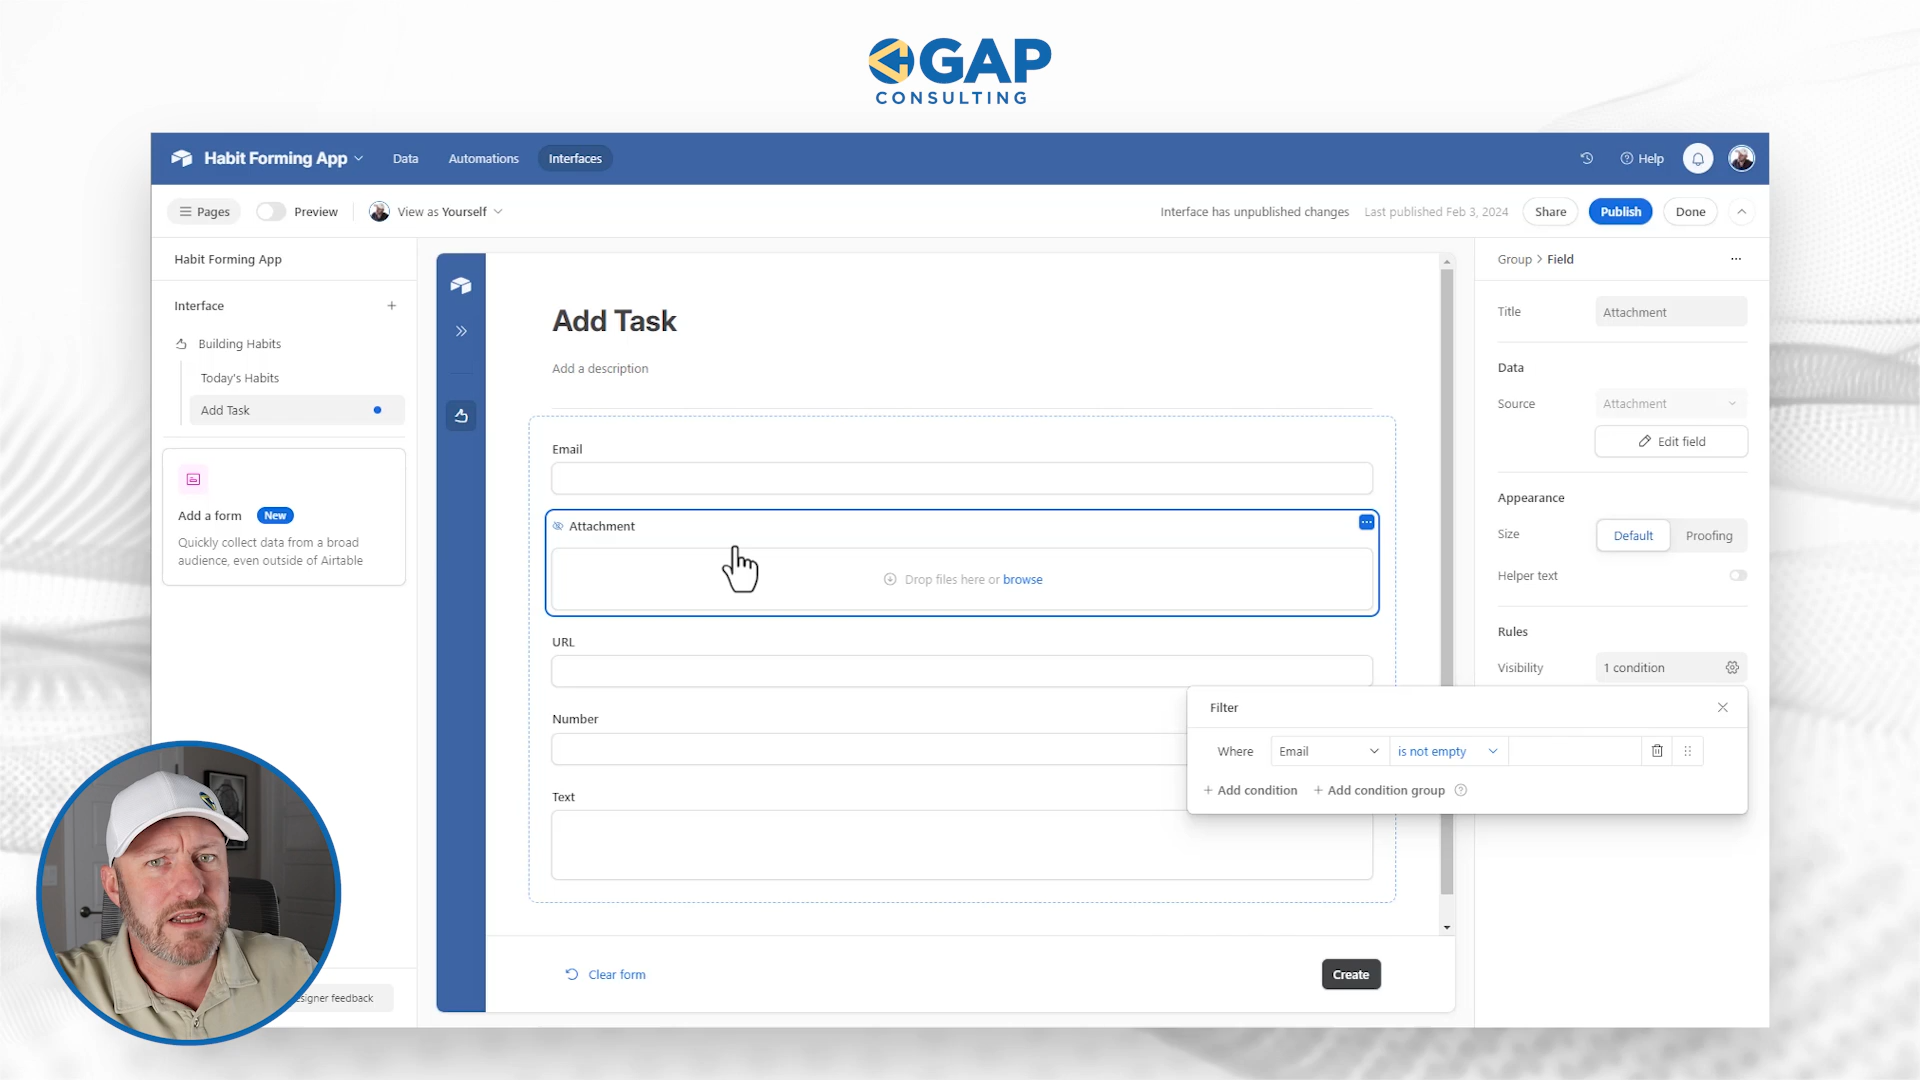 GAP
CONSULTING
Habit Forming App
Data
Automations
Interfaces
Help
Pages
Preview
View as Yourself
Interface has unpublished changes
Last published Feb 3, 2024
Share
Publish
Done
Habit Forming App
Group > Field
Interface
Building Habits
Today's Habits
Add Task
Add a form
New
Quickly collect data from a broad
audience, even outside of Airtable
Add Task
Add a description
Email
Attachment
Drop files here or browse
URL
Number
Text
Clear form
Create
Title
Attachment
Data
Source
Attachment
Edit field
Appearance
Size
Default
Proofing
Helper text
Rules
Visibility
1 condition
Filter
Where
Email
is not empty
+ Add condition
+ Add condition group
feedback